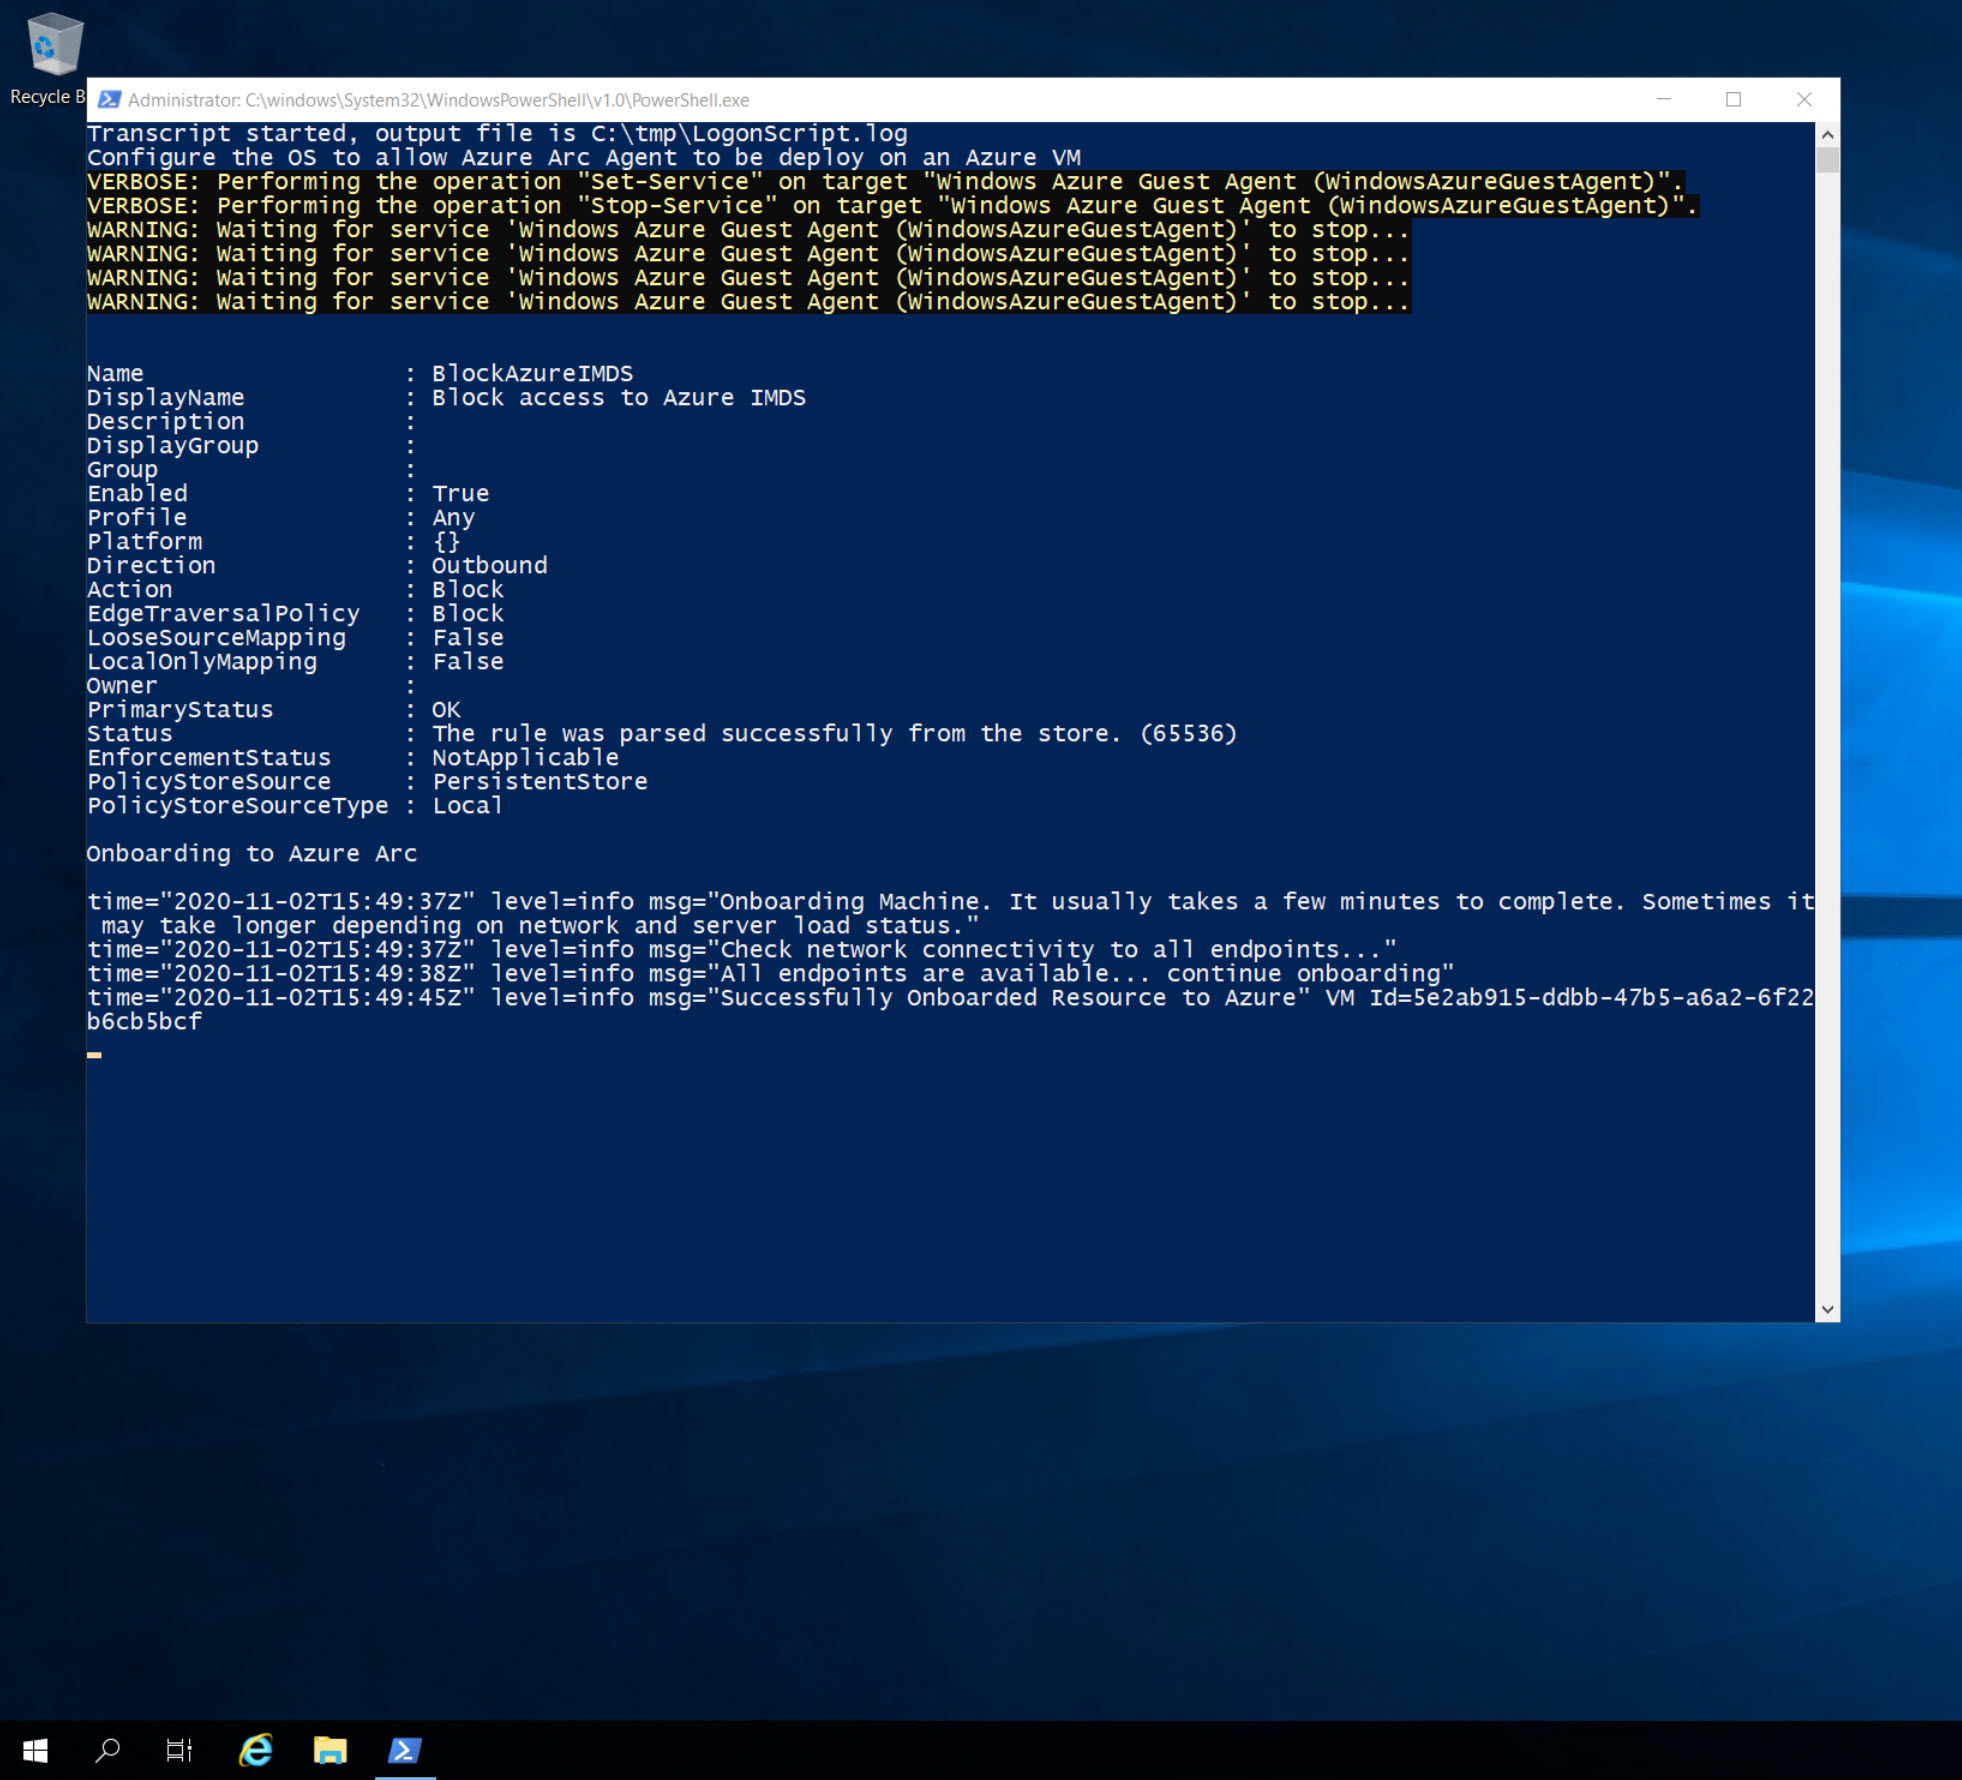 Recycle B
Administrator: C:\windows\System32\WindowsPowerShell\v1.0\PowerShell.exe
Transcript started, output file is C:\tmp\LogonScript.log
Configure the OS to allow Azure Arc Agent to be deploy on an Azure VM
VERBOSE: Performing the operation "Set-Service" on target "Windows Azure Guest Agent (WindowsAzureGuestAgent)".
VERBOSE: Performing the operation "Stop-Service" on target "Windows Azure Guest Agent (WindowsAzureGuestAgent)".
WARNING: Waiting for service 'Windows Azure Guest Agent (WindowsAzureGuestAgent)' to stop...
WARNING: Waiting for service 'Windows Azure Guest Agent (WindowsAzureGuestAgent)' to stop...
WARNING: Waiting for service 'Windows Azure Guest Agent (WindowsAzureGuestAgent)' to stop...
WARNING: Waiting for service 'Windows Azure Guest Agent (WindowsAzureGuestAgent)' to stop...
Name                  : BlockAzureIMDS
DisplayName           : Block access to Azure IMDS
Description           :
DisplayGroup          :
Group                 :
Enabled               : True
Profile               : Any
Platform              : {}
Direction             : Outbound
Action                : Block
EdgeTraversalPolicy   : Block
LooseSourceMapping    : False
LocalOnlyMapping      : False
Owner                 :
PrimaryStatus         : OK
Status                : The rule was parsed successfully from the store. (65536)
EnforcementStatus     : NotApplicable
PolicyStoreSource     : PersistentStore
PolicyStoreSourceType : Local
Onboarding to Azure Arc
time="2020-11-02T15:49:37Z" level=info msg="Onboarding Machine. It usually takes a few minutes to complete. Sometimes it
 may take longer depending on network and server load status."
time="2020-11-02T15:49:37Z" level=info msg="Check network connectivity to all endpoints..."
time="2020-11-02T15:49:38Z" level=info msg="All endpoints are available... continue onboarding"
time="2020-11-02T15:49:45Z" level=info msg="Successfully Onboarded Resource to Azure" VM Id=5e2ab915-ddbb-47b5-a6a2-6f22
b6cb5bcf